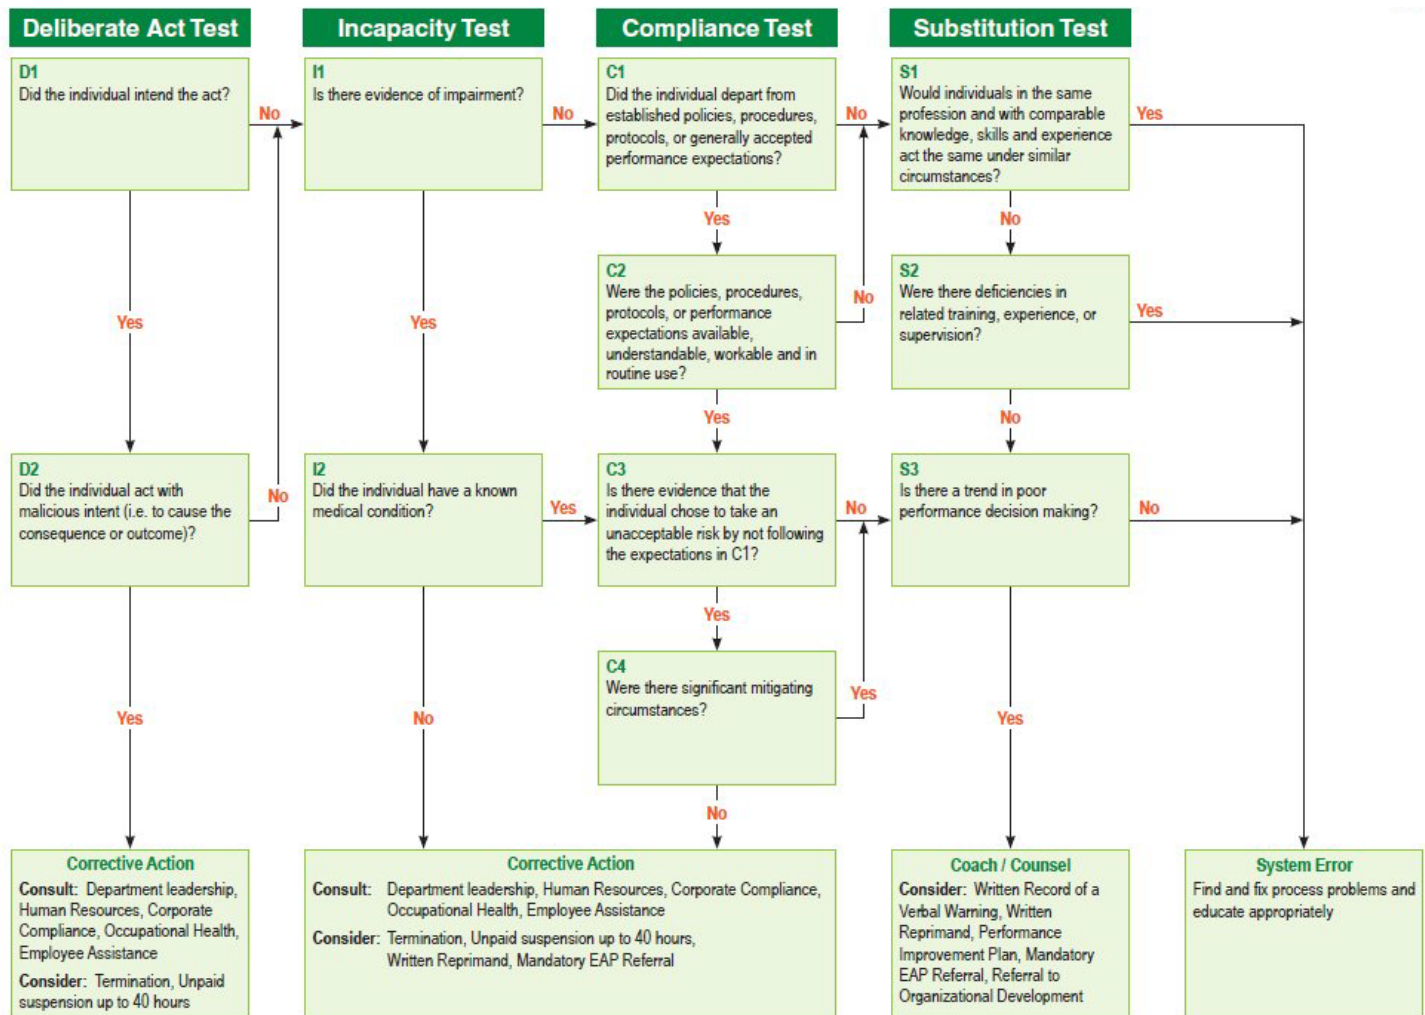 Deliberate Act Test
Incapacity Test
Compliance Test
Substitution Test
D1
Did the individual intend the act?
No
Yes
D2
Did the individual act with
malicious intent (i.e. to cause the
consequence or outcome)?
No
Yes
I1
Is there evidence of impairment?
No
Yes
I2
Did the individual have a known
medical condition?
Yes
No
C1
Did the individual depart from
established policies, procedures,
protocols, or generally accepted
performance expectations?
No
Yes
C2
Were the policies, procedures,
protocols, or performance
expectations available,
understandable, workable and in
routine use?
No
Yes
C3
Is there evidence that the
individual chose to take an
unacceptable risk by not following
the expectations in C1?
No
Yes
C4
Were there significant mitigating
circumstances?
Yes
No
S1
Would individuals in the same
profession and with comparable
knowledge, skills and experience
act the same under similar
circumstances?
Yes
No
S2
Were there deficiencies in
related training, experience, or
supervision?
Yes
No
S3
Is there a trend in poor
performance decision making?
No
Yes
Corrective Action
Consult: Department leadership,
Human Resources, Corporate
Compliance, Occupational Health,
Employee Assistance
Consider: Termination, Unpaid
suspension up to 40 hours
Corrective Action
Consult: Department leadership, Human Resources, Corporate Compliance,
Occupational Health, Employee Assistance
Consider: Termination, Unpaid suspension up to 40 hours,
Written Reprimand, Mandatory EAP Referral
Coach / Counsel
Consider: Written Record of a
Verbal Warning, Written
Reprimand, Performance
Improvement Plan, Mandatory
EAP Referral, Referral to
Organizational Development
System Error
Find and fix process problems and
educate appropriately